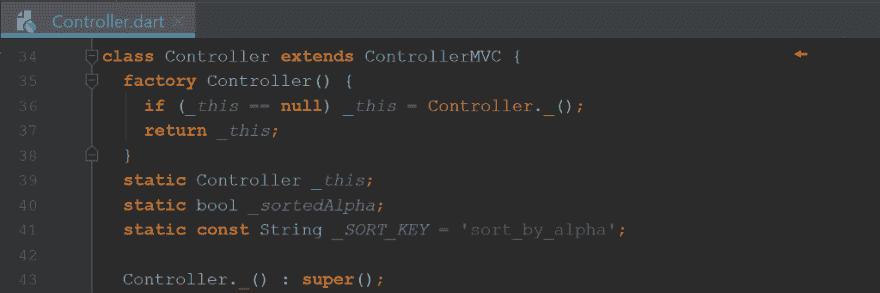 Controller.dart ×
34 class Controller extends ControllerMVC {
35 factory Controller() {
36 if (_this == null) _this = Controller._();
37 return _this;
38 }
39 static Controller _this;
40 static bool _sortedAlpha;
41 static const String _SORT_KEY = 'sort_by_alpha';
42
43 Controller._() : super();